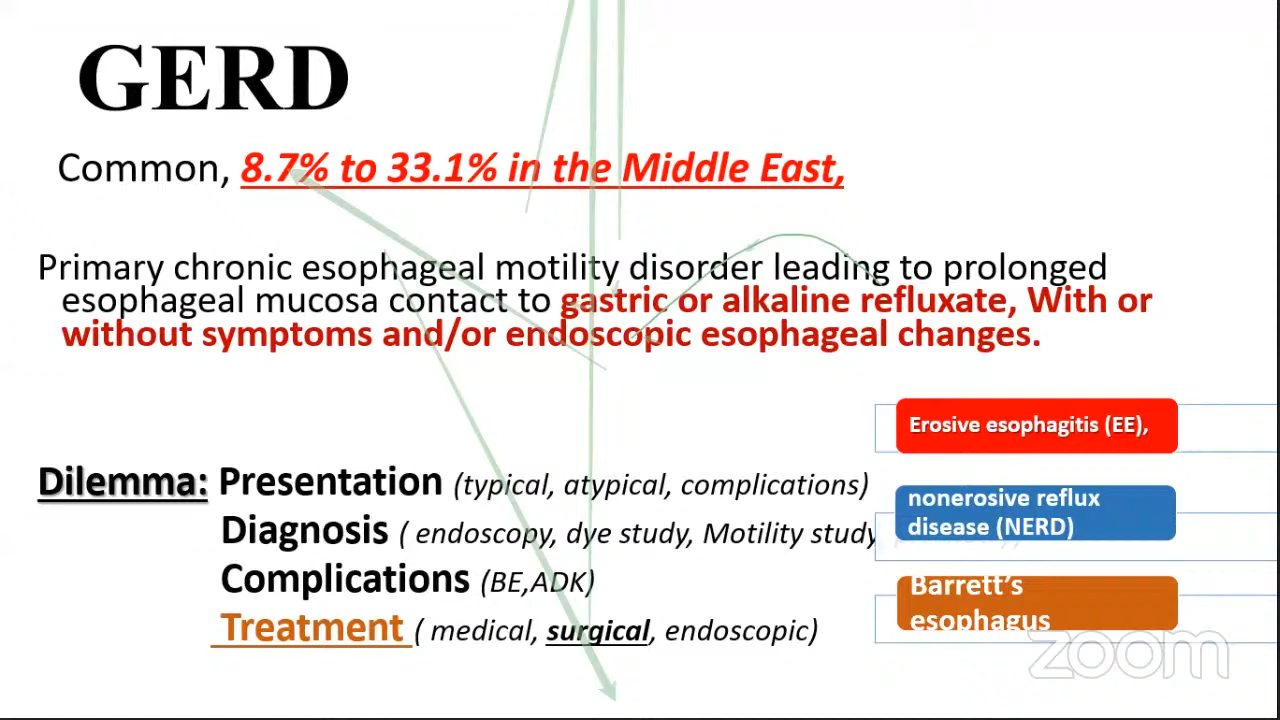 GERD
Common, 8.7% to 33.1% in the Middle East,
Primary chronic esophageal motility disorder leading to prolonged
esophageal mucosa contact to gastric or alkaline refluxate, With or
without symptoms and/or endoscopic esophageal changes.
Dilemma: Presentation (typical, atypical, complications)
Diagnosis ( endoscopy, dye study, Motility study
Complications (BE,ADK)
Treatment ( medical, surgical, endoscopic)
Erosive esophagitis (EE),
nonerosive reflux
disease (NERD)
Barrett’s
esophagus
zoom